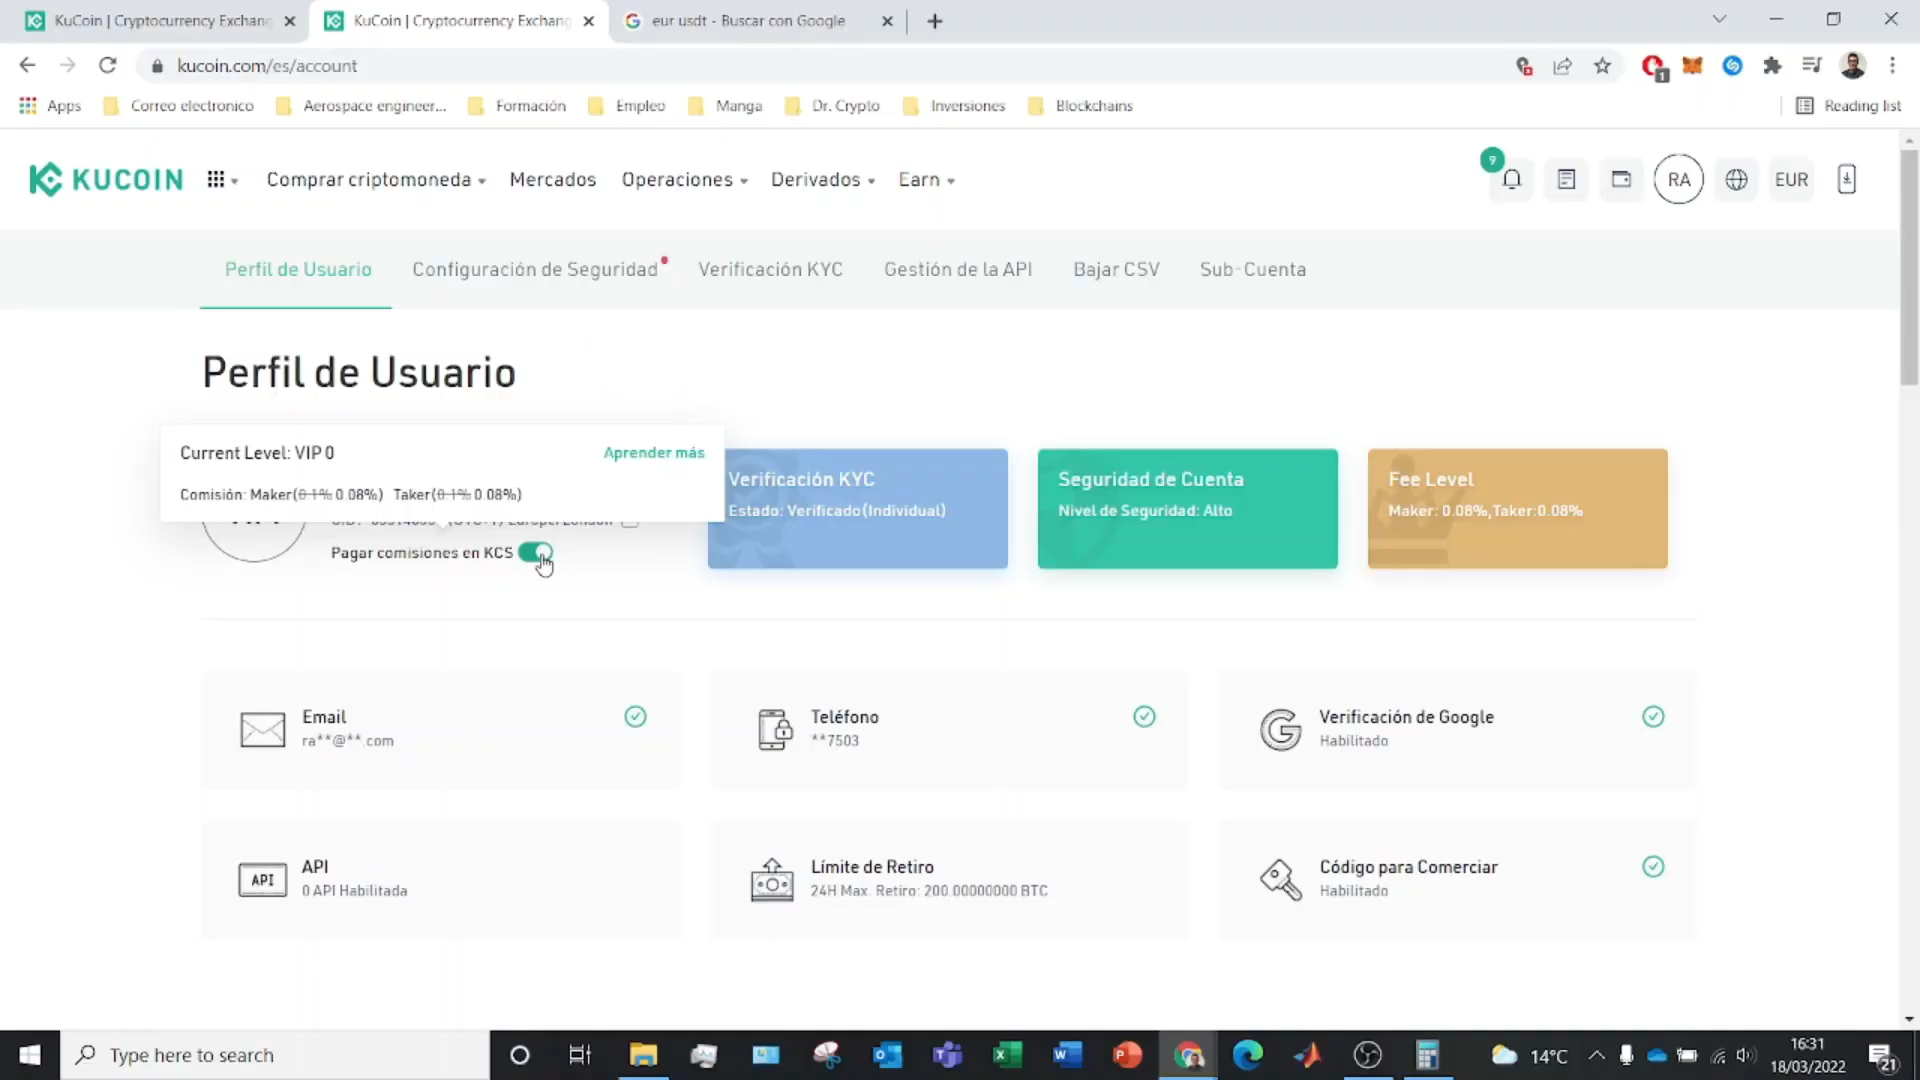 KuCoin | Cryptocurrency Exchang
KuCoin | Cryptocurrency Exchang
eur usdt - Buscar con Google
kucoin.com/es/account
1
Apps
Correo electronico
Aerospace engineer...
Formación
Empleo
Manga
Dr. Crypto
Inversiones
Blockchains
Reading list
KUCOIN
Comprar criptomoneda
Mercados
Operaciones
Derivados
Earn
9
RA
EUR
Perfil de Usuario
Configuración de Seguridad
Verificación KYC
Gestión de la API
Bajar CSV
Sub-Cuenta
Perfil de Usuario
Current Level: VIP 0
Aprender más
Comisión: Maker(0.1% 0.08%) Taker(0.1% 0.08%)
Pagar comisiones en KCS
Verificación KYC
Estado: Verificado(Individual)
Seguridad de Cuenta
Nivel de Seguridad: Alto
Fee Level
Maker: 0.08%,Taker:0.08%
Email
ra**@**.com
Teléfono
**7503
Verificación de Google
Habilitado
API
API
0 API Habilitada
Límite de Retiro
24H Max. Retiro: 200.00000000 BTC
Código para Comerciar
Habilitado
Type here to search
14°C
16:31
18/03/2022
21